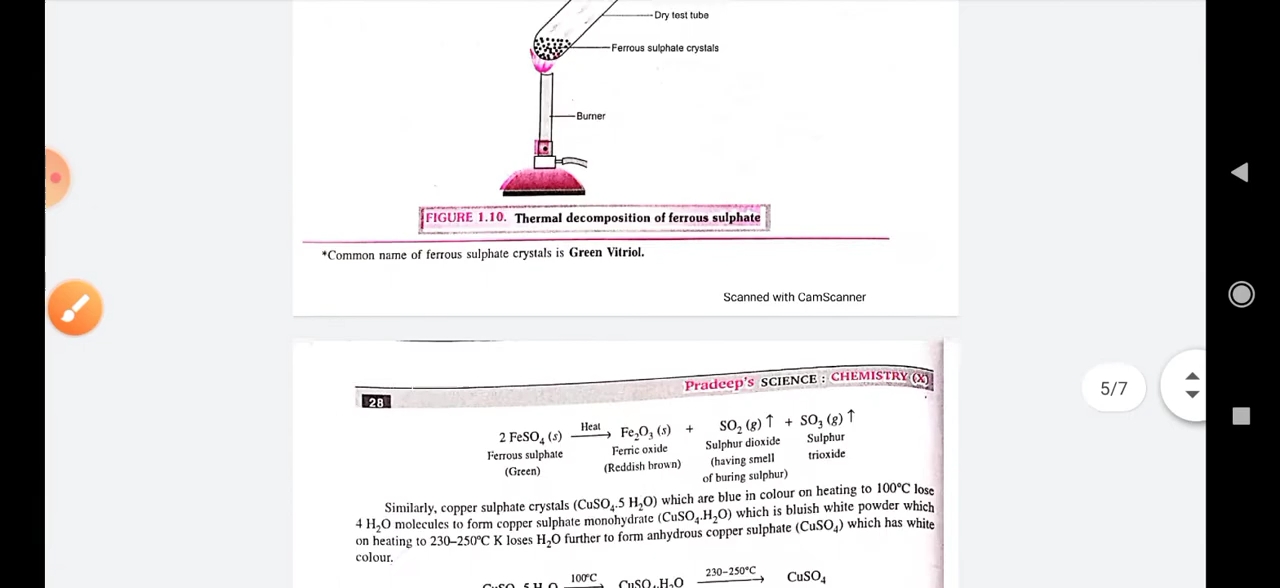 Dry test tube
Ferrous sulphate crystals
Burner
FIGURE 1.10. Thermal decomposition of ferrous sulphate
*Common name of ferrous sulphate crystals is Green Vitriol.
Scanned with CamScanner
5/7
Pradeep's SCIENCE : CHEMISTRY (X)
28
2 FeSO₄ (s) Heat → Fe₂O₃ (s) + SO₂ (g) ↑ + SO₃ (g) ↑
Ferrous sulphate Ferric oxide Sulphur dioxide Sulphur
(Green) (Reddish brown) (having smell trioxide
of buring sulphur)
Similarly, copper sulphate crystals (CuSO₄.5 H₂O) which are blue in colour on heating to 100°C lose
4 H₂O molecules to form copper sulphate monohydrate (CuSO₄.H₂O) which is bluish white powder which
on heating to 230–250°C K loses H₂O further to form anhydrous copper sulphate (CuSO₄) which has white
colour.
CuSO₄.5 H₂O 100°C → CuSO₄.H₂O 230–250°C → CuSO₄